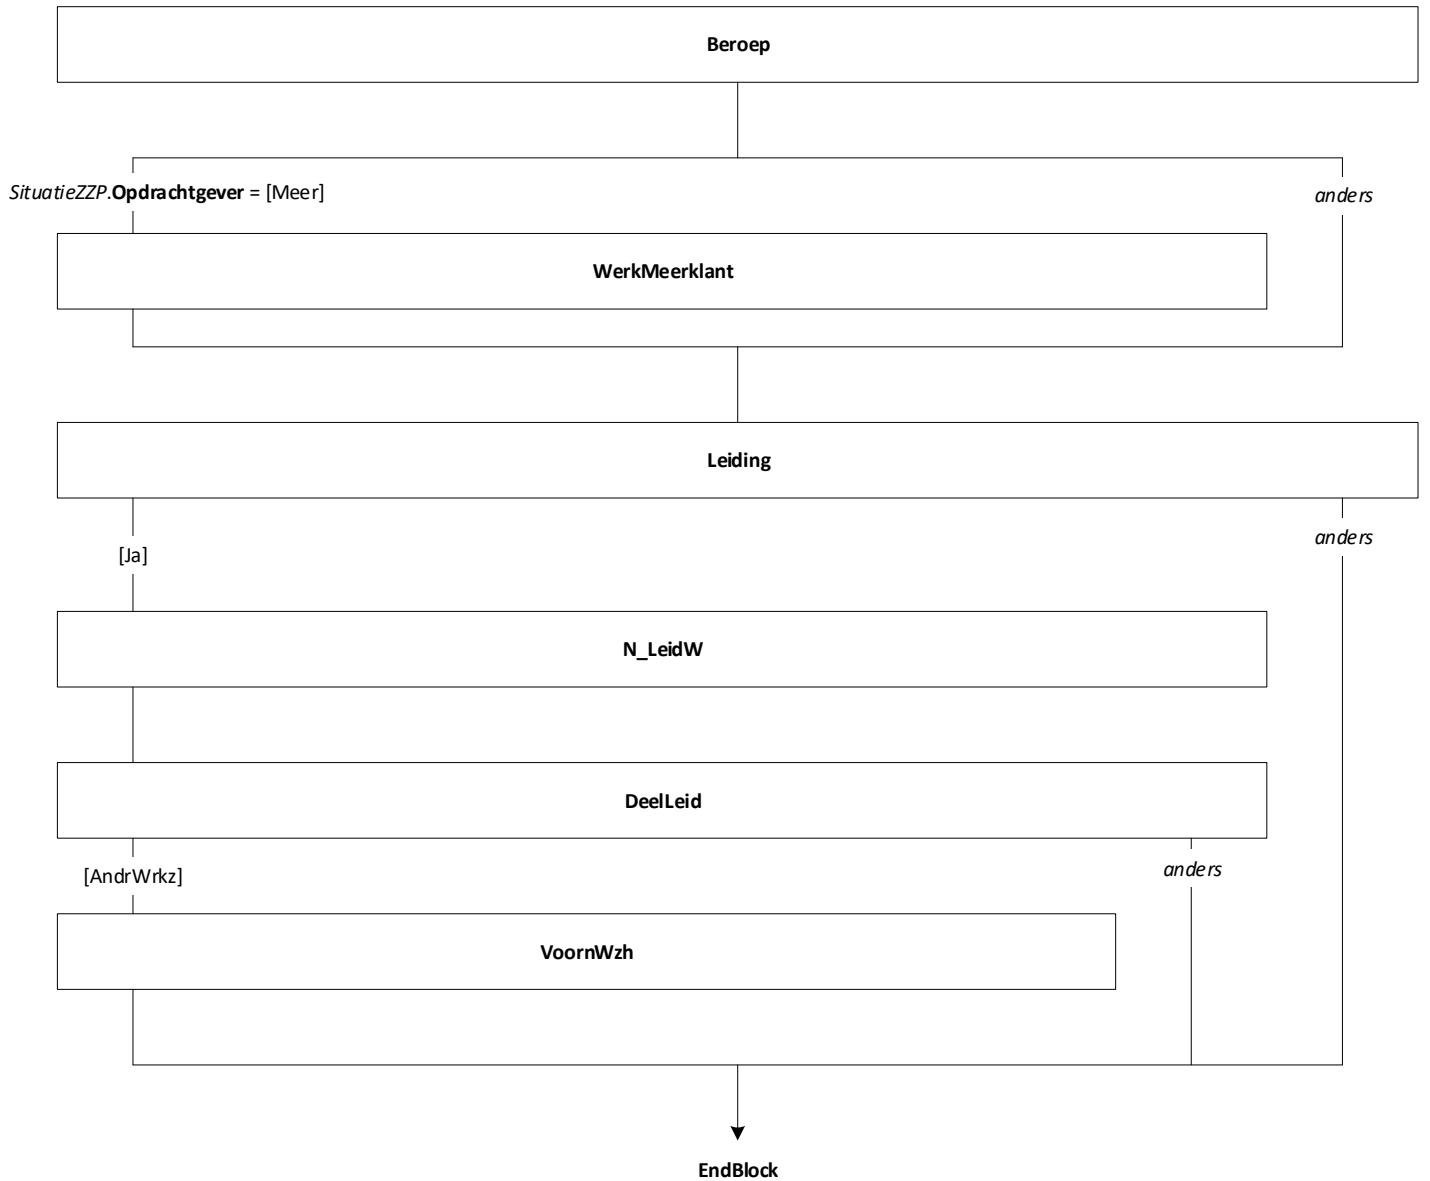 Beroep
SituatieZZP.Opdrachtgever = [Meer]
anders
WerkMeerklant
Leiding
anders
[Ja]
N_LeidW
DeelLeid
anders
[AndrWrkz]
VoornWzh
EndBlock